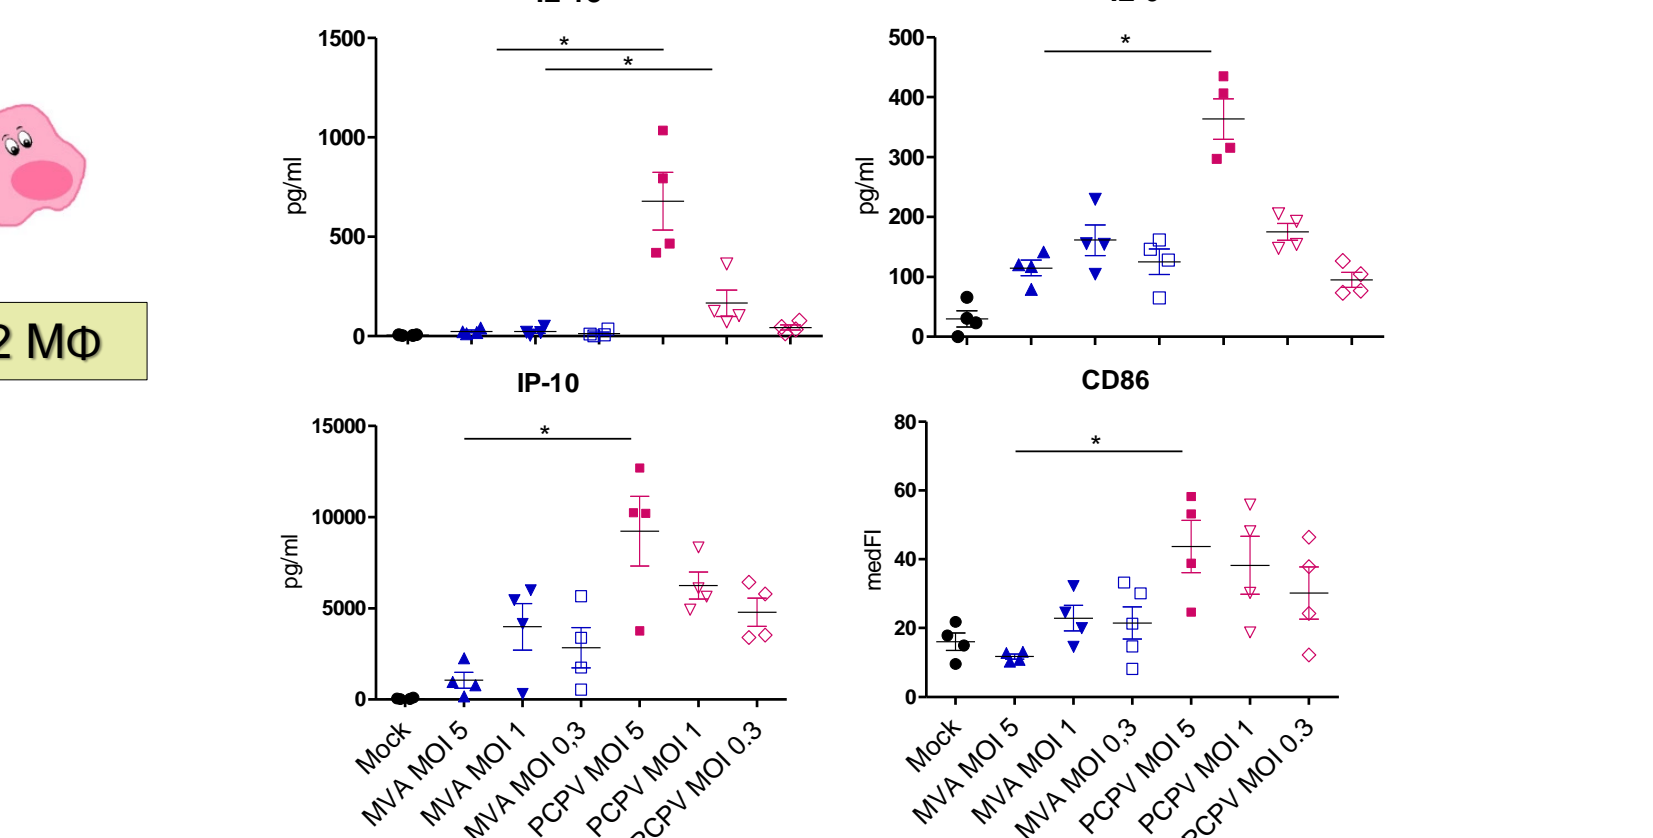 1500
1000
500
0
pg/ml
*
*
500
400
300
200
100
0
pg/ml
*
2 MΦ
IP-10
15000
10000
5000
0
pg/ml
*
Mock
MVA MOI 5
MVA MOI 1
MVA MOI 0,3
PCPV MOI 5
PCPV MOI 1
PCPV MOI 0.3
CD86
80
60
40
20
0
medFI
*
Mock
MVA MOI 5
MVA MOI 1
MVA MOI 0,3
PCPV MOI 5
PCPV MOI 1
PCPV MOI 0.3